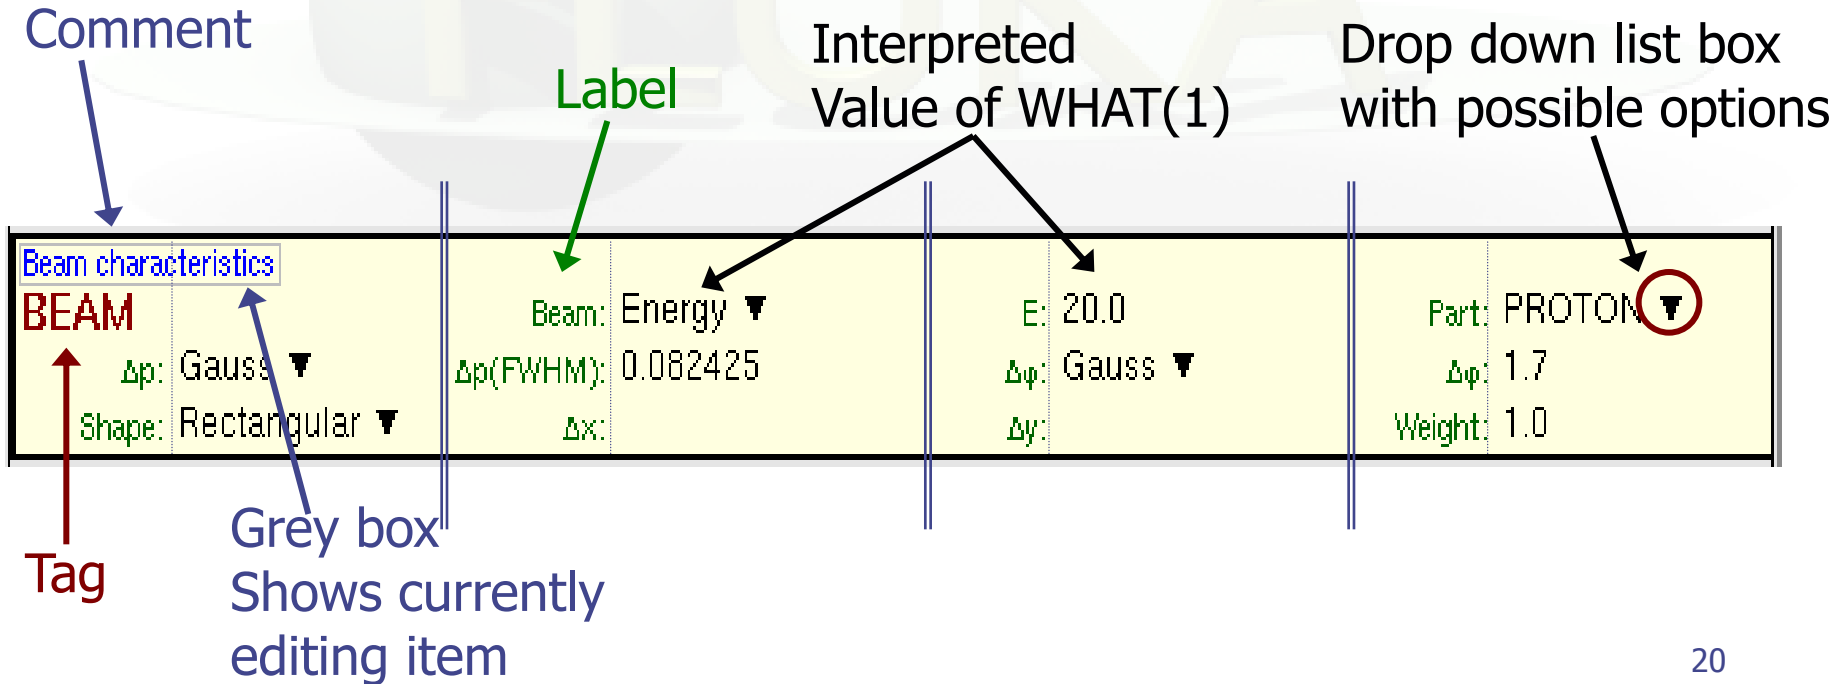 Comment
Label
Interpreted
Value of WHAT(1)
Drop down list box
with possible options
Beam characteristics
BEAM Beam: Energy ▼ E: 20.0 Part: PROTON ▼
Δp: Gauss ▼ Δp(FWHM): 0.082425 Δφ: Gauss ▼ Δφ: 1.7
Shape: Rectangular ▼ Δx: Δy: Weight: 1.0
Tag
Grey box
Shows currently
editing item
20